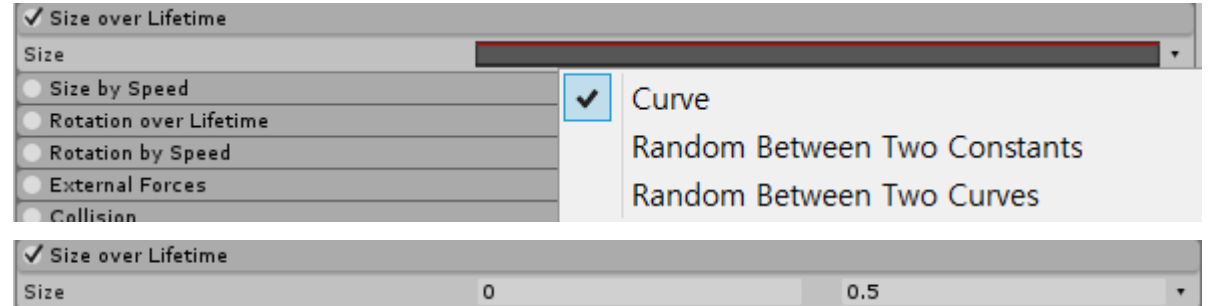 Size over Lifetime
Size
Size by Speed
Curve
Rotation over Lifetime
Random Between Two Constants
Rotation by Speed
External Forces
Random Between Two Curves
Collision
Size over Lifetime
Size 0 0.5